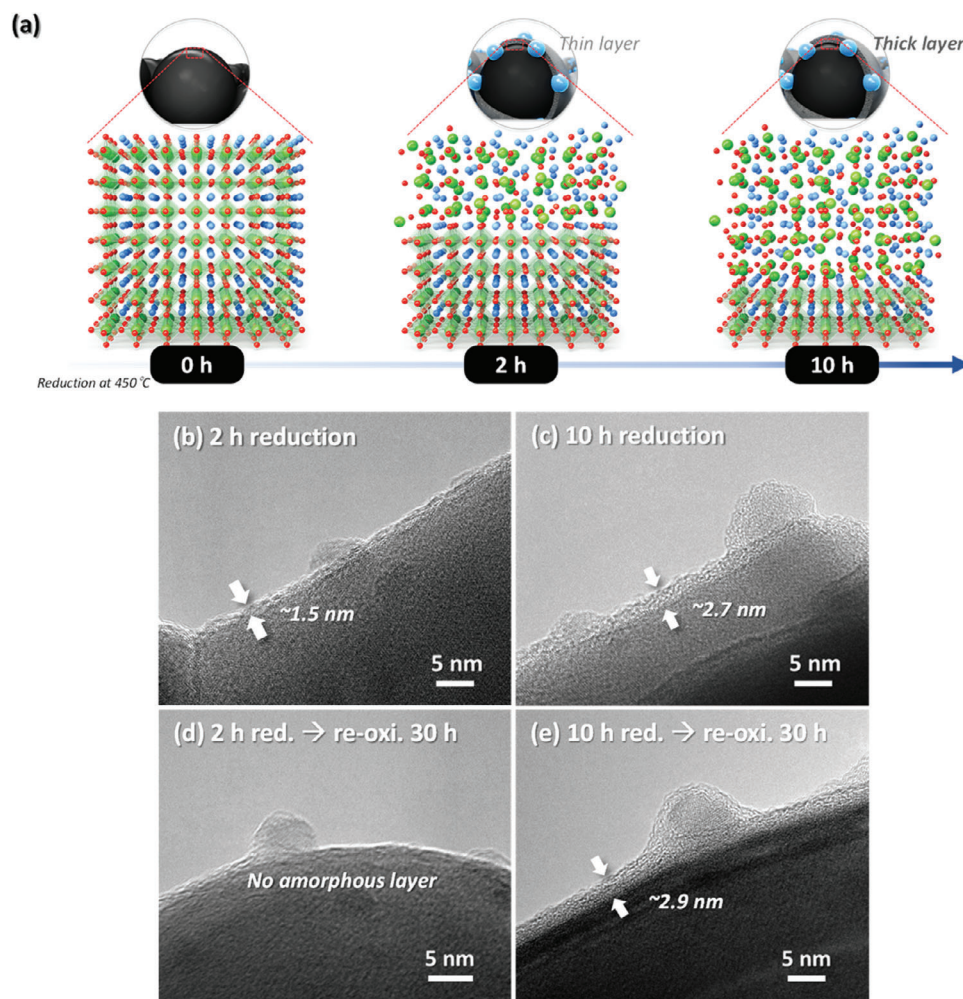 (a)
Thin layer
Thick layer
0 h
2 h
10 h
Reduction at 450℃
(b) 2 h reduction
(c) 10 h reduction
~1.5 nm
~2.7 nm
5 nm
5 nm
(d) 2 h red. → re-oxi. 30 h
(e) 10 h red. → re-oxi. 30 h
No amorphous layer
~2.9 nm
5 nm
5 nm